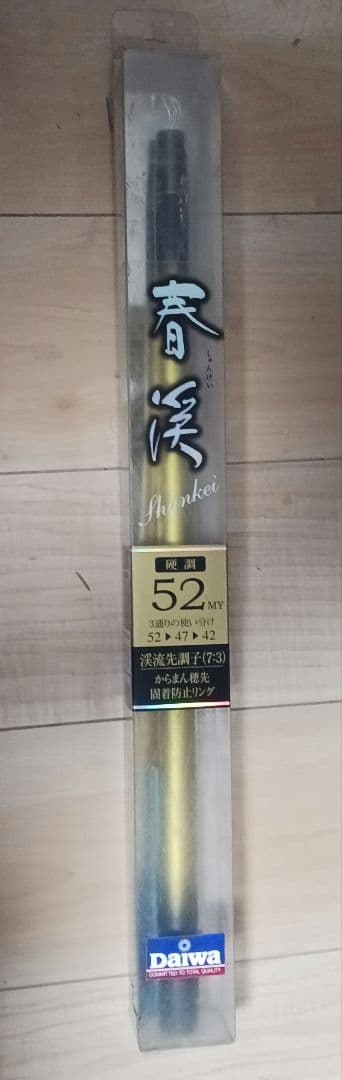 春渓
しゅんけい
Shunkei
硬調
52MY
3通りの使い分け
52▶47▶42
渓流先調子(7:3)
からまん穂先
固着防止リング
Daiwa
COMMITTED TO TOTAL QUALITY